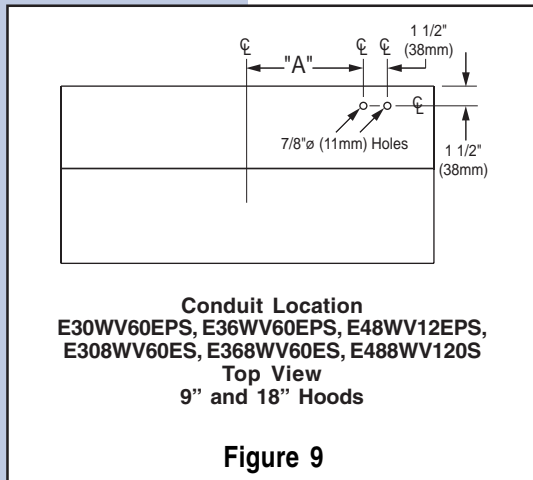 ℄ "A" ℄ ℄ 1 1/2"
(38mm)
℄
7/8"ø (11mm) Holes
1 1/2"
(38mm)
Conduit Location
E30WV60EPS, E36WV60EPS, E48WV12EPS,
E308WV60ES, E368WV60ES, E488WV120S
Top View
9” and 18” Hoods
Figure 9